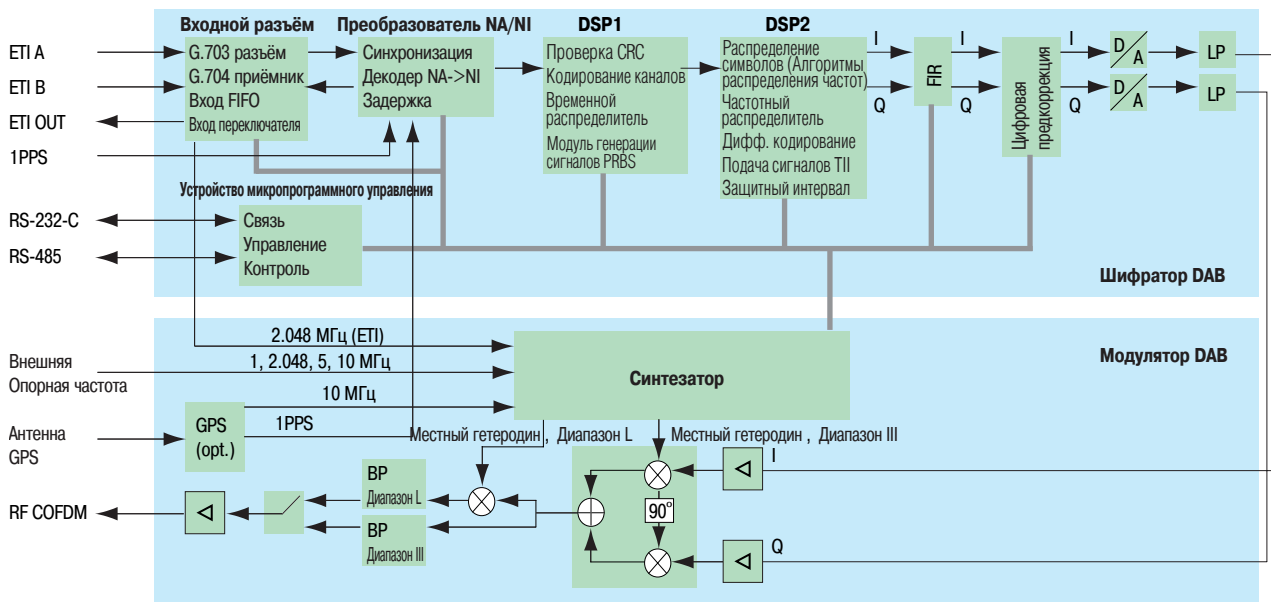 Входной разъём
Преобразователь NA/NI
DSP1
DSP2
ETI A
ETI B
ETI OUT
1PPS
G.703 разъём
G.704 приёмник
Вход FIFO
Вход переключателя
Синхронизация
Декодер NA->NI
Задержка
Проверка CRC
Кодирование каналов
Временной
распределитель
Модуль генерации
сигналов PRBS
Распределение
символов (Алгоритмы
распределения частот)
Частотный
распределитель
Дифф. кодирование
Подача сигналов TII
Защитный интервал
I
Q
FIR
I
Q
Цифровая
предкоррекция
I
Q
D/A
D/A
LP
LP
Устройство микропрограммного управления
RS-232-C
RS-485
Связь
Управление
Контроль
Шифратор DAB
2.048 МГц (ETI)
Внешняя
Опорная частота
1, 2.048, 5, 10 МГц
Синтезатор
Модулятор DAB
10 МГц
Антенна
GPS
GPS
(opt.)
1PPS
Местный гетеродин , Диапазон L
Местный гетеродин , Диапазон III
I
BP
Диапазон L
RF COFDM
90°
BP
Диапазон III
Q